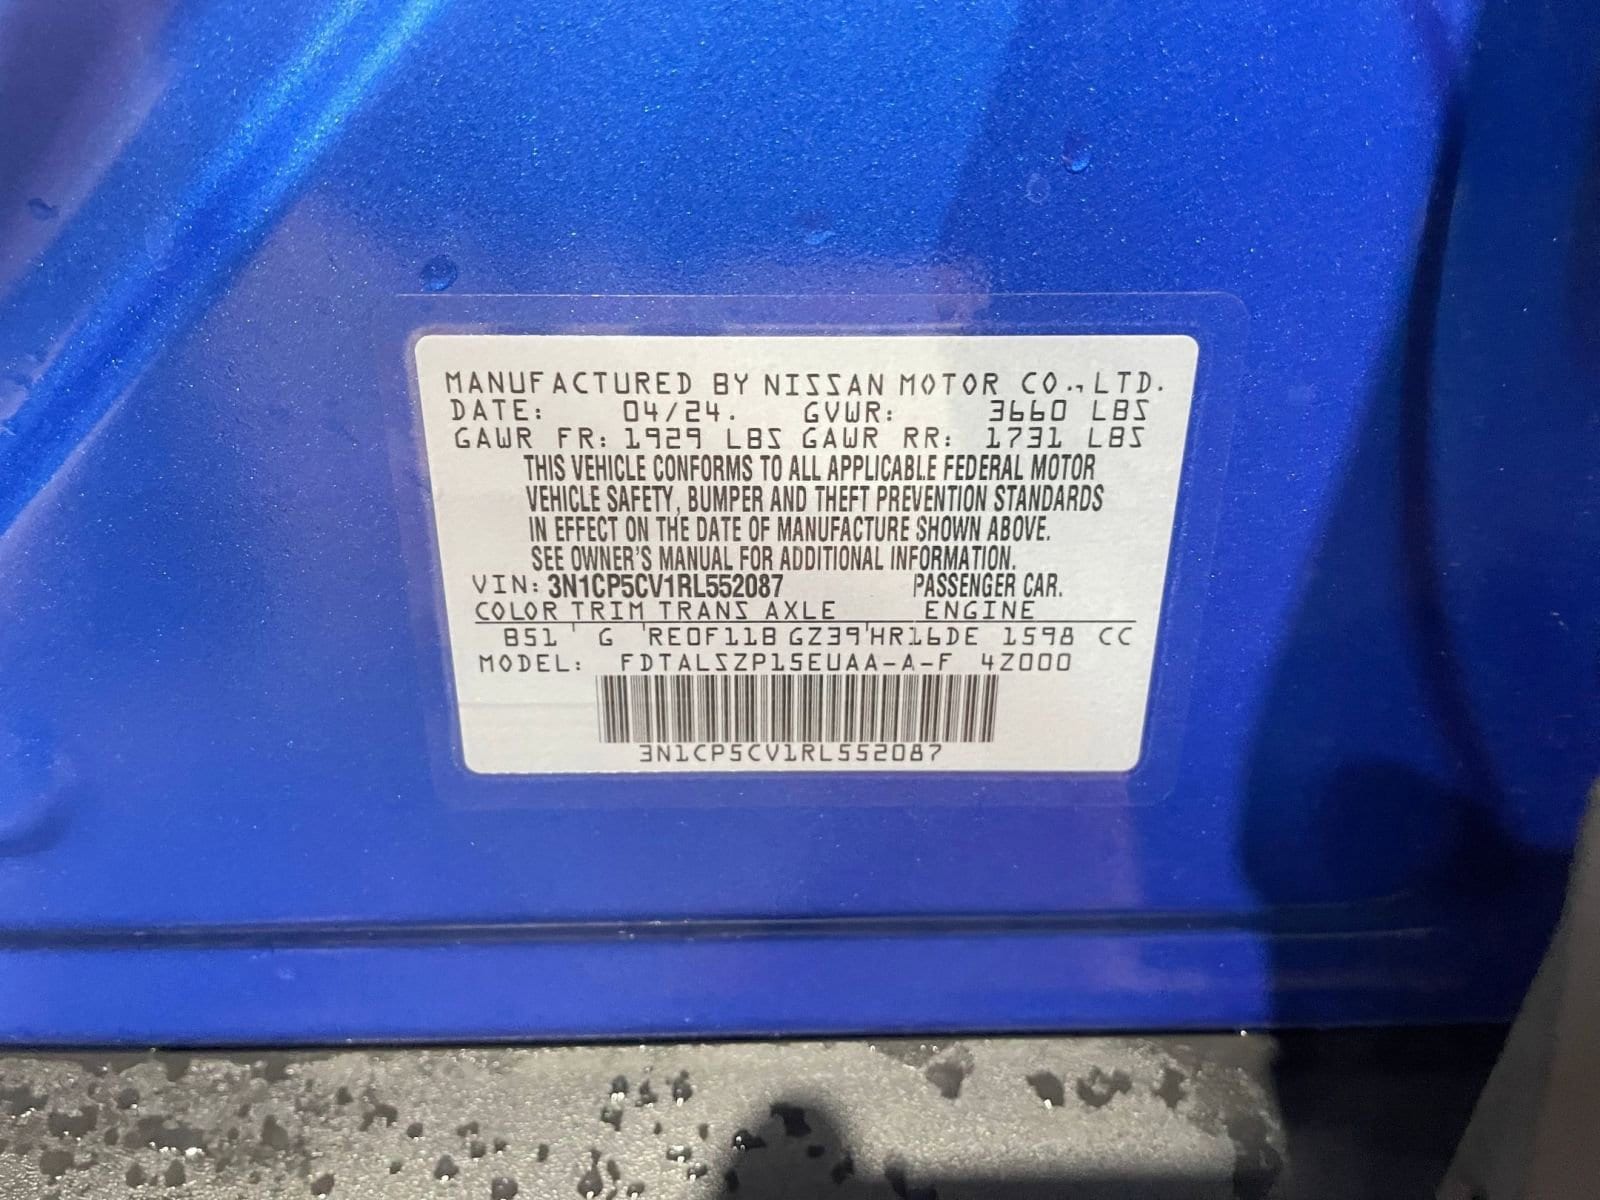 MANUFACTURED BY NISSAN MOTOR CO., LTD.
DATE: 04/24. GVWR: 3660 LBS
GAWR FR: 1929 LBS GAWR RR: 1731 LBS
THIS VEHICLE CONFORMS TO ALL APPLICABLE FEDERAL MOTOR
VEHICLE SAFETY, BUMPER AND THEFT PREVENTION STANDARDS
IN EFFECT ON THE DATE OF MANUFACTURE SHOWN ABOVE.
SEE OWNER'S MANUAL FOR ADDITIONAL INFORMATION.
VIN: 3N1CP5CV1RL552087 PASSENGER CAR.
COLOR TRIM TRANS AXLE ENGINE
B51 G RE0F11B GZ39 HR16DE 1598 CC
MODEL: FDTALSZP15EUAA-A-F 4Z000
3N1CP5CV1RL552087